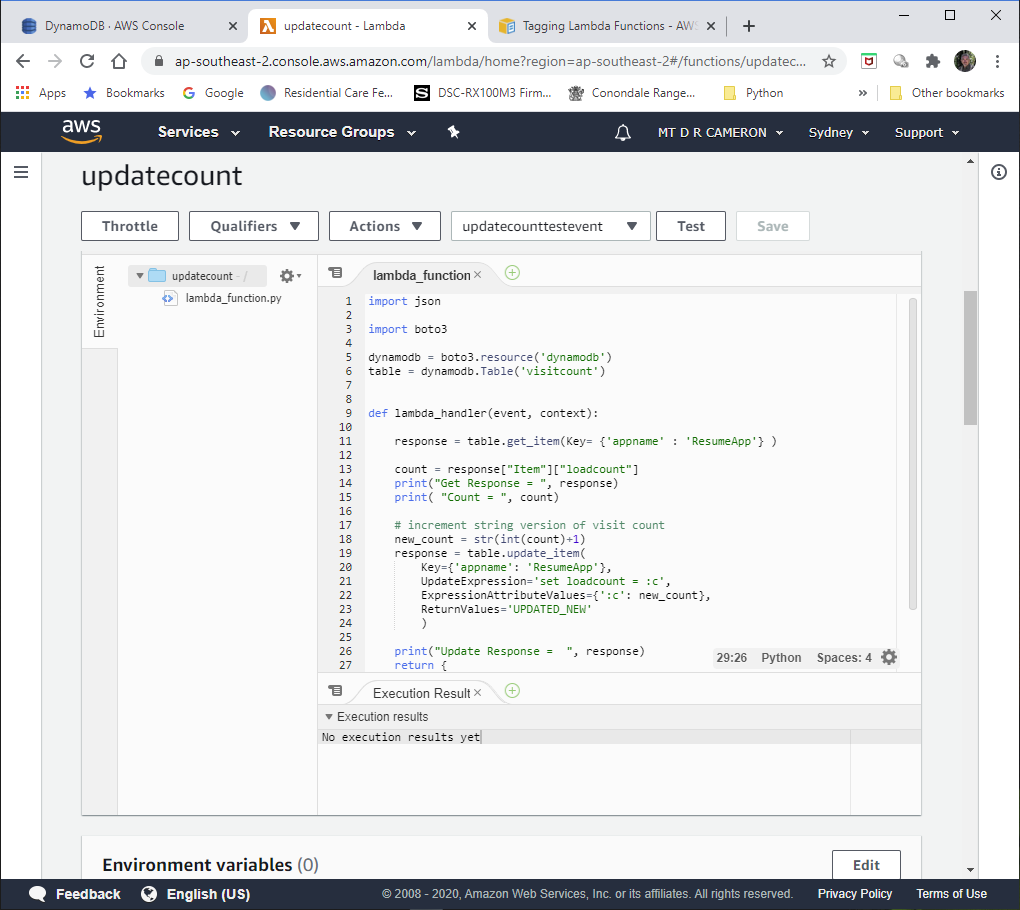 DynamoDB · AWS Console
updatecount - Lambda
Tagging Lambda Functions - AWS
ap-southeast-2.console.aws.amazon.com/lambda/home?region=ap-southeast-2#/functions/updatec...
Apps Bookmarks Google Residential Care Fe... DSC-RX100M3 Firm... Conondale Range... Python » Other bookmarks
aws Services Resource Groups MT D R CAMERON Sydney Support
updatecount
Throttle Qualifiers Actions updatecounttestevent Test Save
Environment
updatecount - /
lambda_function.py
lambda_function
1 import json
2
3 import boto3
4
5 dynamodb = boto3.resource('dynamodb')
6 table = dynamodb.Table('visitcount')
7
8
9 def lambda_handler(event, context):
10
11     response = table.get_item(Key= {'appname' : 'ResumeApp'} )
12
13     count = response["Item"]["loadcount"]
14     print("Get Response = ", response)
15     print( "Count = ", count)
16
17     # increment string version of visit count
18     new_count = str(int(count)+1)
19     response = table.update_item(
20         Key={'appname': 'ResumeApp'},
21         UpdateExpression='set loadcount = :c',
22         ExpressionAttributeValues={':c': new_count},
23         ReturnValues='UPDATED_NEW'
24         )
25
26     print("Update Response =  ", response)
27     return {
29:26 Python Spaces: 4
Execution Result
Execution results
No execution results yet
Environment variables (0)
Edit
Feedback English (US) © 2008 - 2020, Amazon Web Services, Inc. or its affiliates. All rights reserved. Privacy Policy Terms of Use